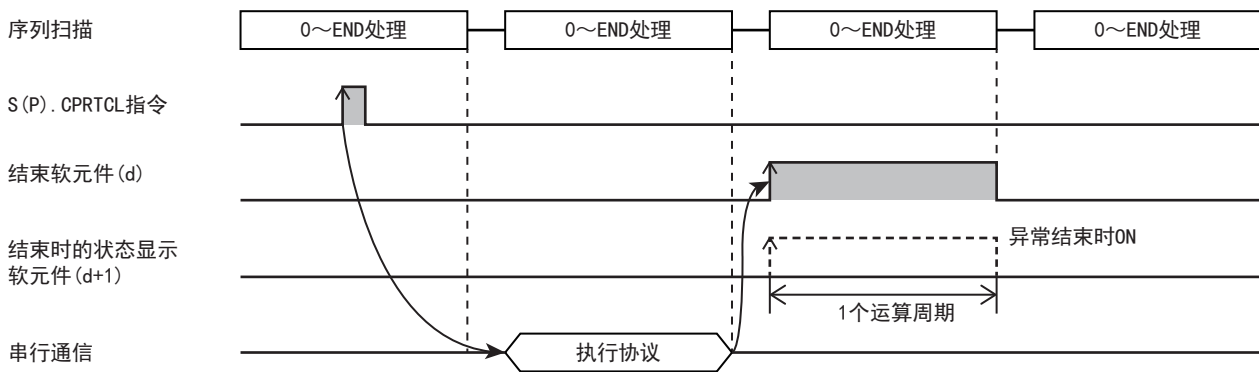 序列扫描
0～END处理
0～END处理
0～END处理
0～END处理
S(P).CPRTCL指令
结束软元件(d)
结束时的状态显示
软元件(d+1)
异常结束时ON
1个运算周期
串行通信
执行协议